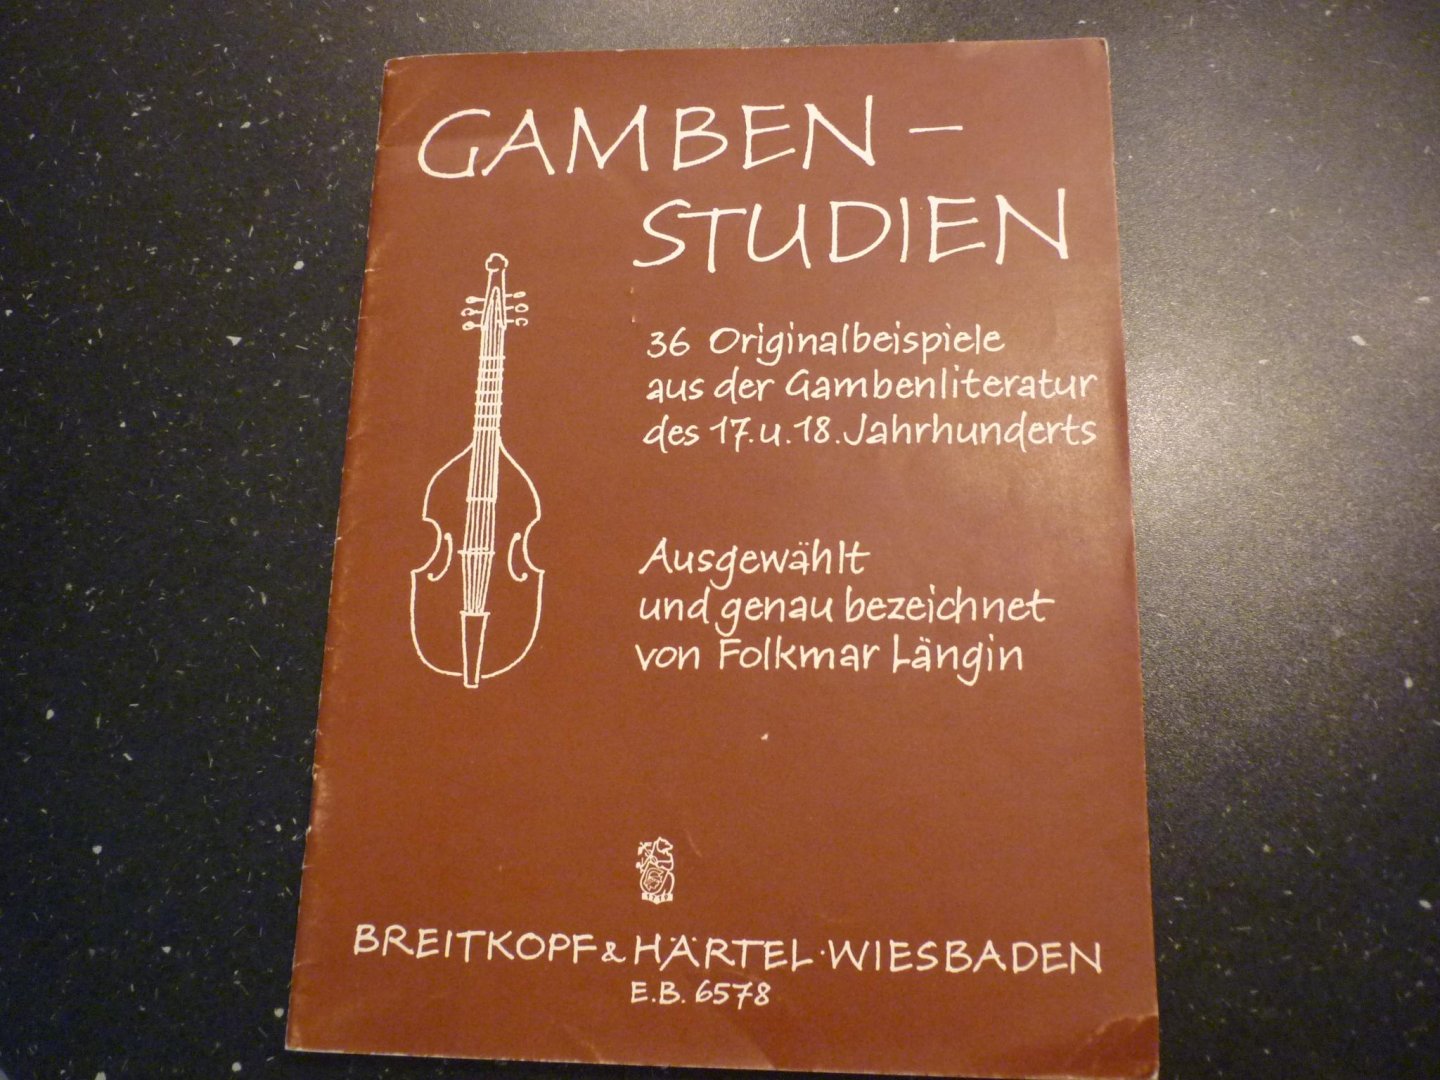 GAMBEN –
STUDIEN
36 Originalbeispiele
aus der Gambenliteratur
des 17. u. 18. Jahrhunderts
Ausgewählt
und genau bezeichnet
von Folkmar Längin
1719
BREITKOPF & HÄRTEL · WIESBADEN
E.B. 6578